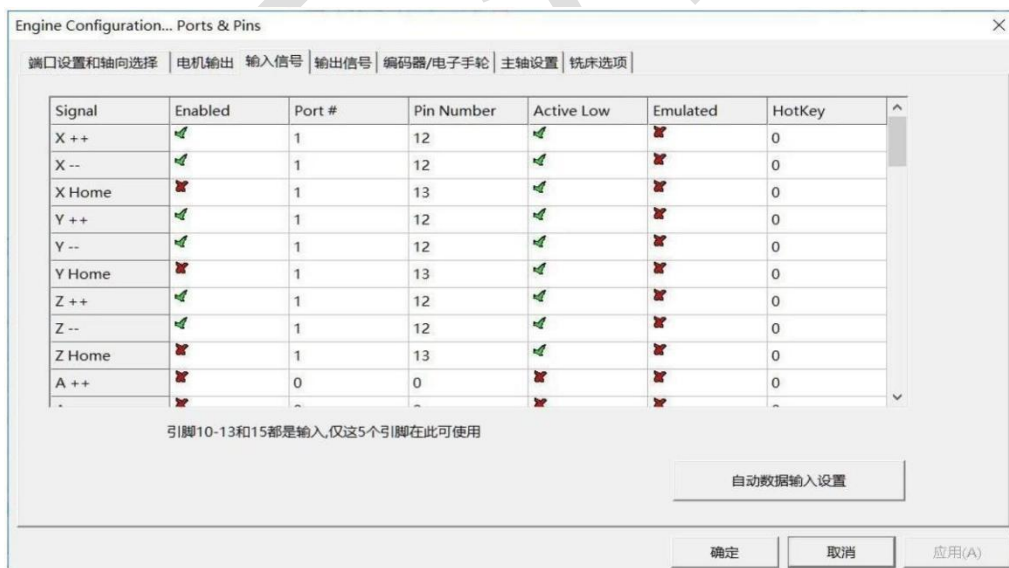 Engine Configuration... Ports & Pins
端口设置和轴向选择 电机输出 输入信号 输出信号 编码器/电子手轮 主轴设置 铣床选项
Signal Enabled Port # Pin Number Active Low Emulated HotKey
X ++ 1 12 0
X -- 1 12 0
X Home 1 13 0
Y ++ 1 12 0
Y -- 1 12 0
Y Home 1 13 0
Z ++ 1 12 0
Z -- 1 12 0
Z Home 1 13 0
A ++ 0 0 0
引脚10-13和15都是输入,仅这5个引脚在此可使用
自动数据输入设置
确定 取消 应用(A)